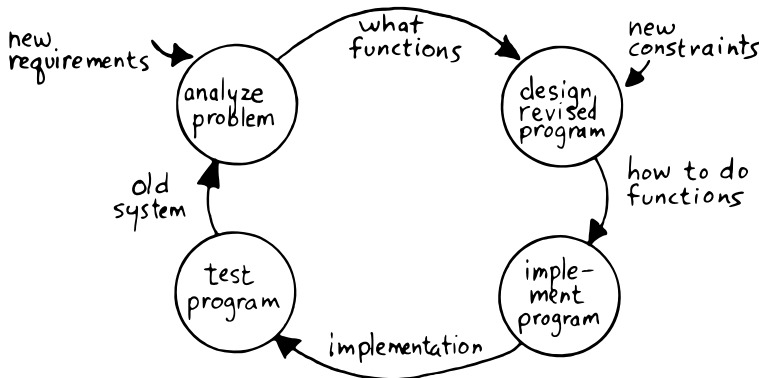 new
requirements
what
functions
new
constraints
analyze
problem
design
revised
program
how to do
functions
old
system
test
program
imple-
ment
program
implementation